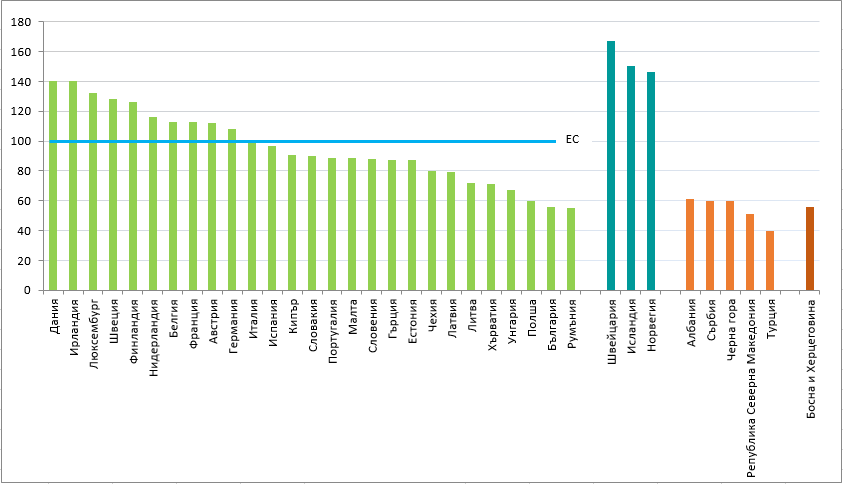 180
160
140
120
100
80
60
40
20
0
ЕС
Дания
Ирландия
Люксембург
Швеция
Финландия
Нидерландия
Белгия
Франция
Австрия
Германия
Италия
Испания
Кипър
Словакия
Португалия
Малта
Словения
Гърция
Естония
Чехия
Латвия
Литва
Хърватия
Унгария
Полша
България
Румъния
Швейцария
Исландия
Норвегия
Албания
Сърбия
Черна гора
Република Северна Македония
Турция
Босна и Херцеговина